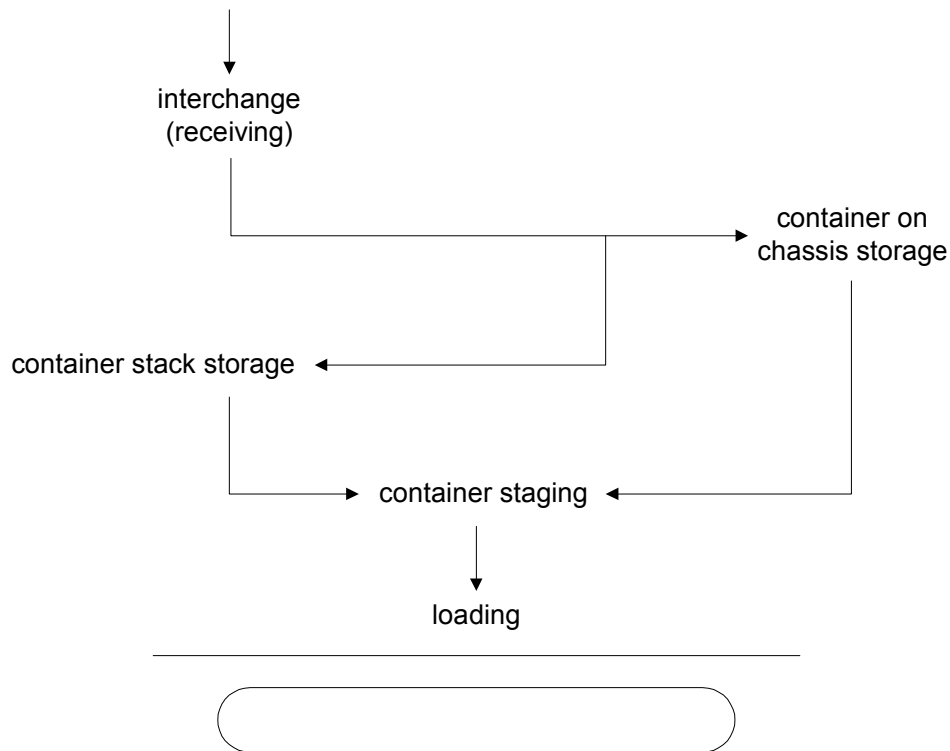 interchange
(receiving)
container on
chassis storage
container stack storage
container staging
loading